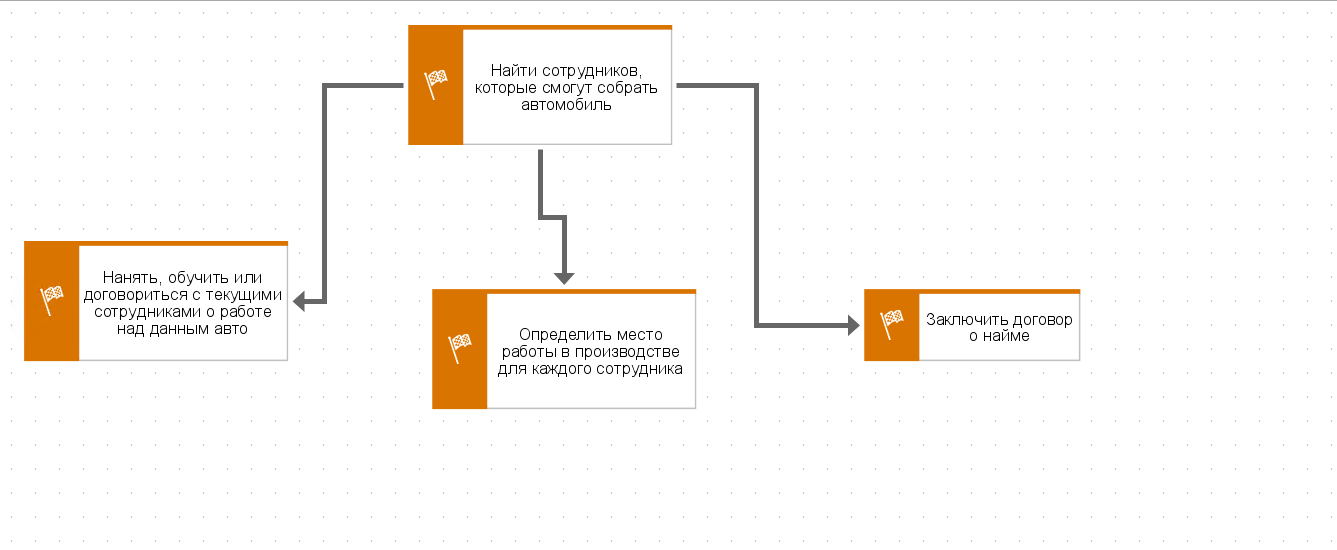 Найти сотрудников,
которые смогут собрать
автомобиль
Нанять, обучить или
договориться с текущими
сотрудниками о работе
над данным авто
Определить место
работы в производстве
для каждого сотрудника
Заключить договор
о найме